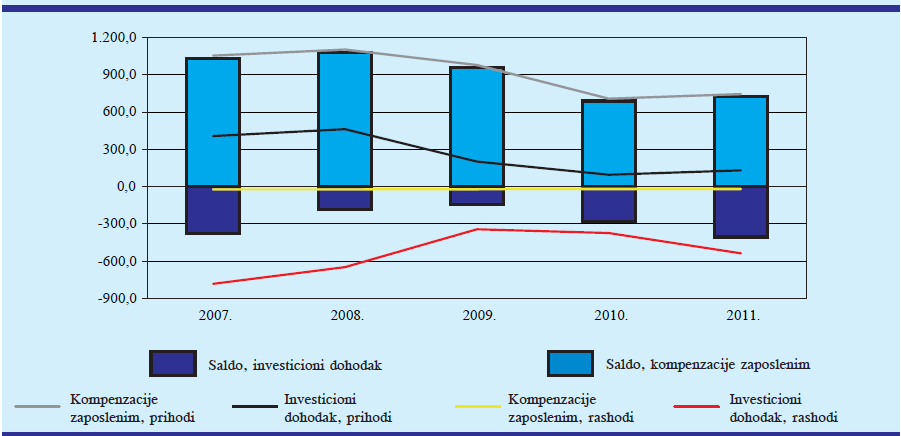 1.200,0
900,0
600,0
300,0
0,0
-300,0
-600,0
-900,0
2007. 2008. 2009. 2010. 2011.
Saldo, investicioni dohodak Saldo, kompenzacije zaposlenim
Kompenzacije Investicioni Kompenzacije Investicioni
zaposlenim, prihodi dohodak, prihodi zaposlenim, rashodi dohodak, rashodi